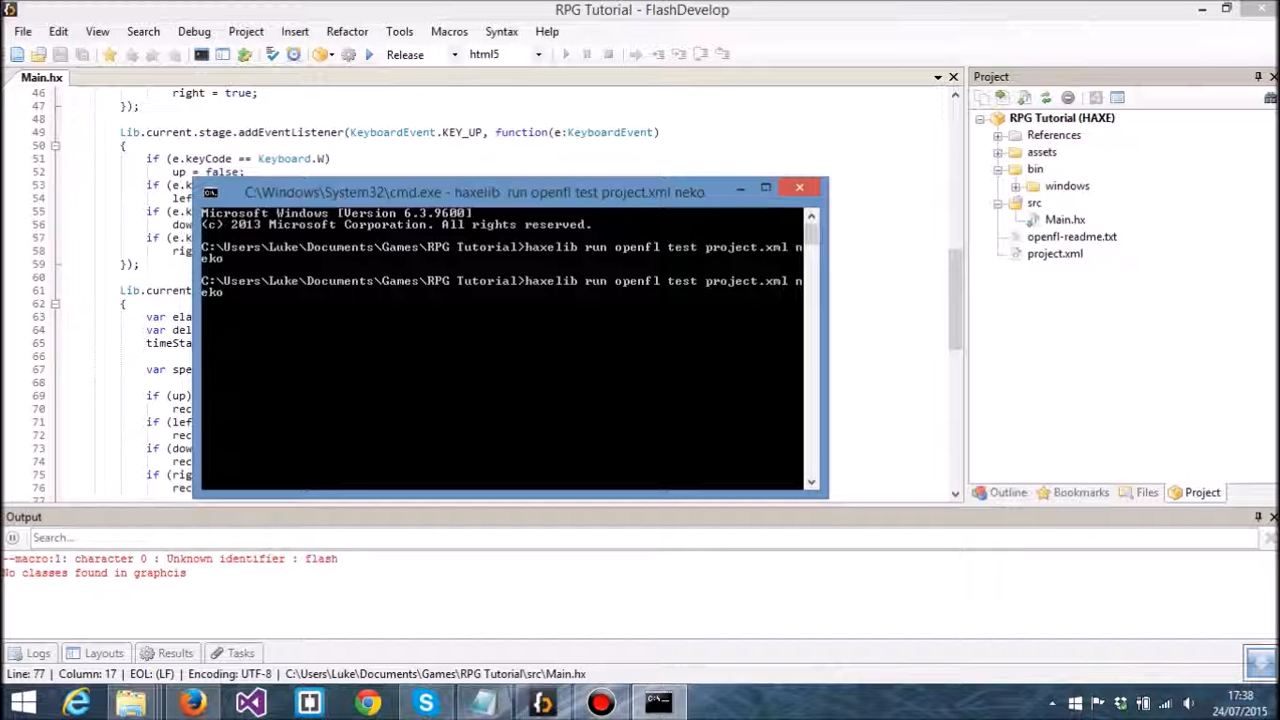 RPG Tutorial - FlashDevelop
File Edit View Search Debug Project Insert Refactor Tools Macros Syntax Help
Release html5
Main.hx
46 right = true;
47 });
48
49 Lib.current.stage.addEventListener(KeyboardEvent.KEY_UP, function(e:KeyboardEvent)
50 {
51 if (e.keyCode == Keyboard.W)
52 up = false;
53 if (e.k
54 lef
55 if (e.k
56 dow
57 if (e.k
58 rig
59 });
60
61 Lib.curren
62 {
63 var ela
64 var del
65 timeSta
66
67 var spe
68
69 if (up)
70 rec
71 if (lef
72 rec
73 if (dow
74 rec
75 if (rig
76 rec
77
C:\Windows\System32\cmd.exe - haxelib run openfl test project.xml neko
Microsoft Windows [Version 6.3.9600]
(c) 2013 Microsoft Corporation. All rights reserved.
C:\Users\Luke\Documents\Games\RPG Tutorial>haxelib run openfl test project.xml n
eko
C:\Users\Luke\Documents\Games\RPG Tutorial>haxelib run openfl test project.xml n
eko
Project
RPG Tutorial (HAXE)
References
assets
bin
windows
src
Main.hx
openfl-readme.txt
project.xml
Outline Bookmarks Files Project
Output
Search...
--macro:1: character 0 : Unknown identifier : flash
No classes found in graphcis
Logs Layouts Results Tasks
Line: 77 | Column: 17 | EOL: (LF) | Encoding: UTF-8 | C:\Users\Luke\Documents\Games\RPG Tutorial\src\Main.hx
17:38
24/07/2015